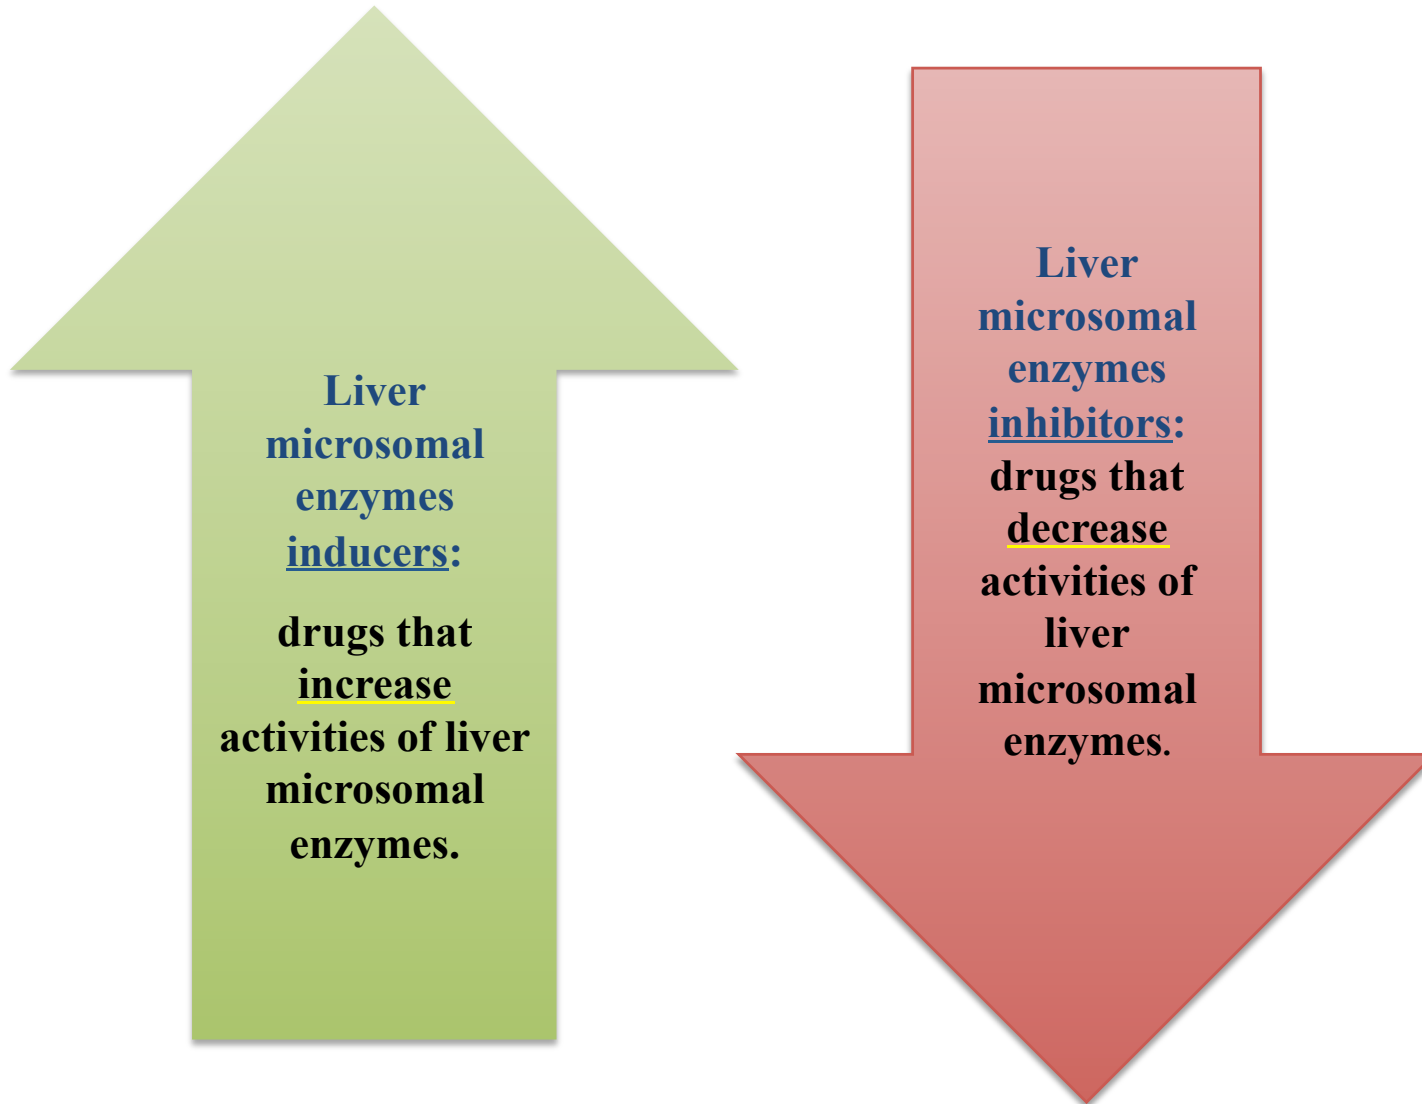 Liver
microsomal
enzymes
inducers:
drugs that
increase
activities of liver
microsomal
enzymes.
Liver
microsomal
enzymes
inhibitors:
drugs that
decrease
activities of
liver
microsomal
enzymes.